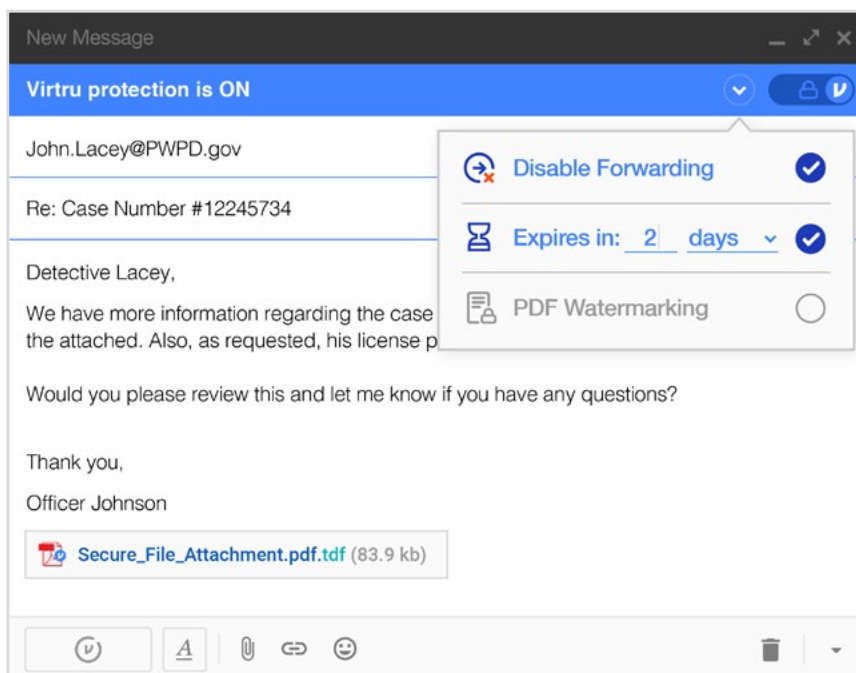 New Message
Virtru protection is ON
John.Lacey@PWPD.gov
Disable Forwarding
Re: Case Number #12245734
Expires in: 2 days
PDF Watermarking
Detective Lacey,
We have more information regarding the case
the attached. Also, as requested, his license
Would you please review this and let me know if you have any questions?
Thank you,
Officer Johnson
Secure_File_Attachment.pdf.tdf (83.9 kb)
A